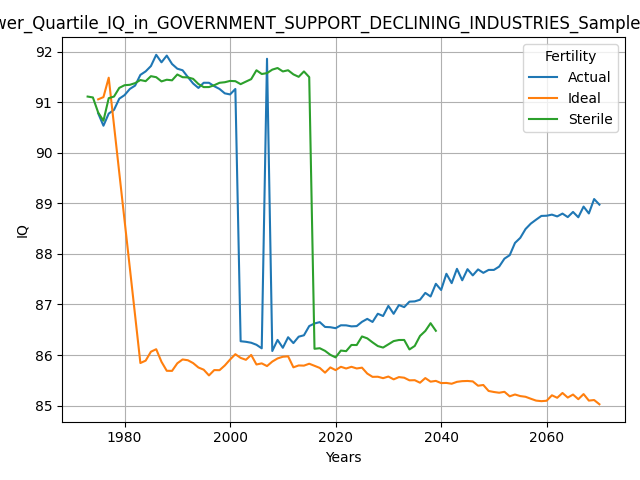 wer_Quartile_IQ_in_GOVERNMENT_SUPPORT_DECLINING_INDUSTRIES_Sample
92
91
90
89
88
87
86
85
IQ
1980
2000
2020
2040
2060
Years
Fertility
Actual
Ideal
Sterile